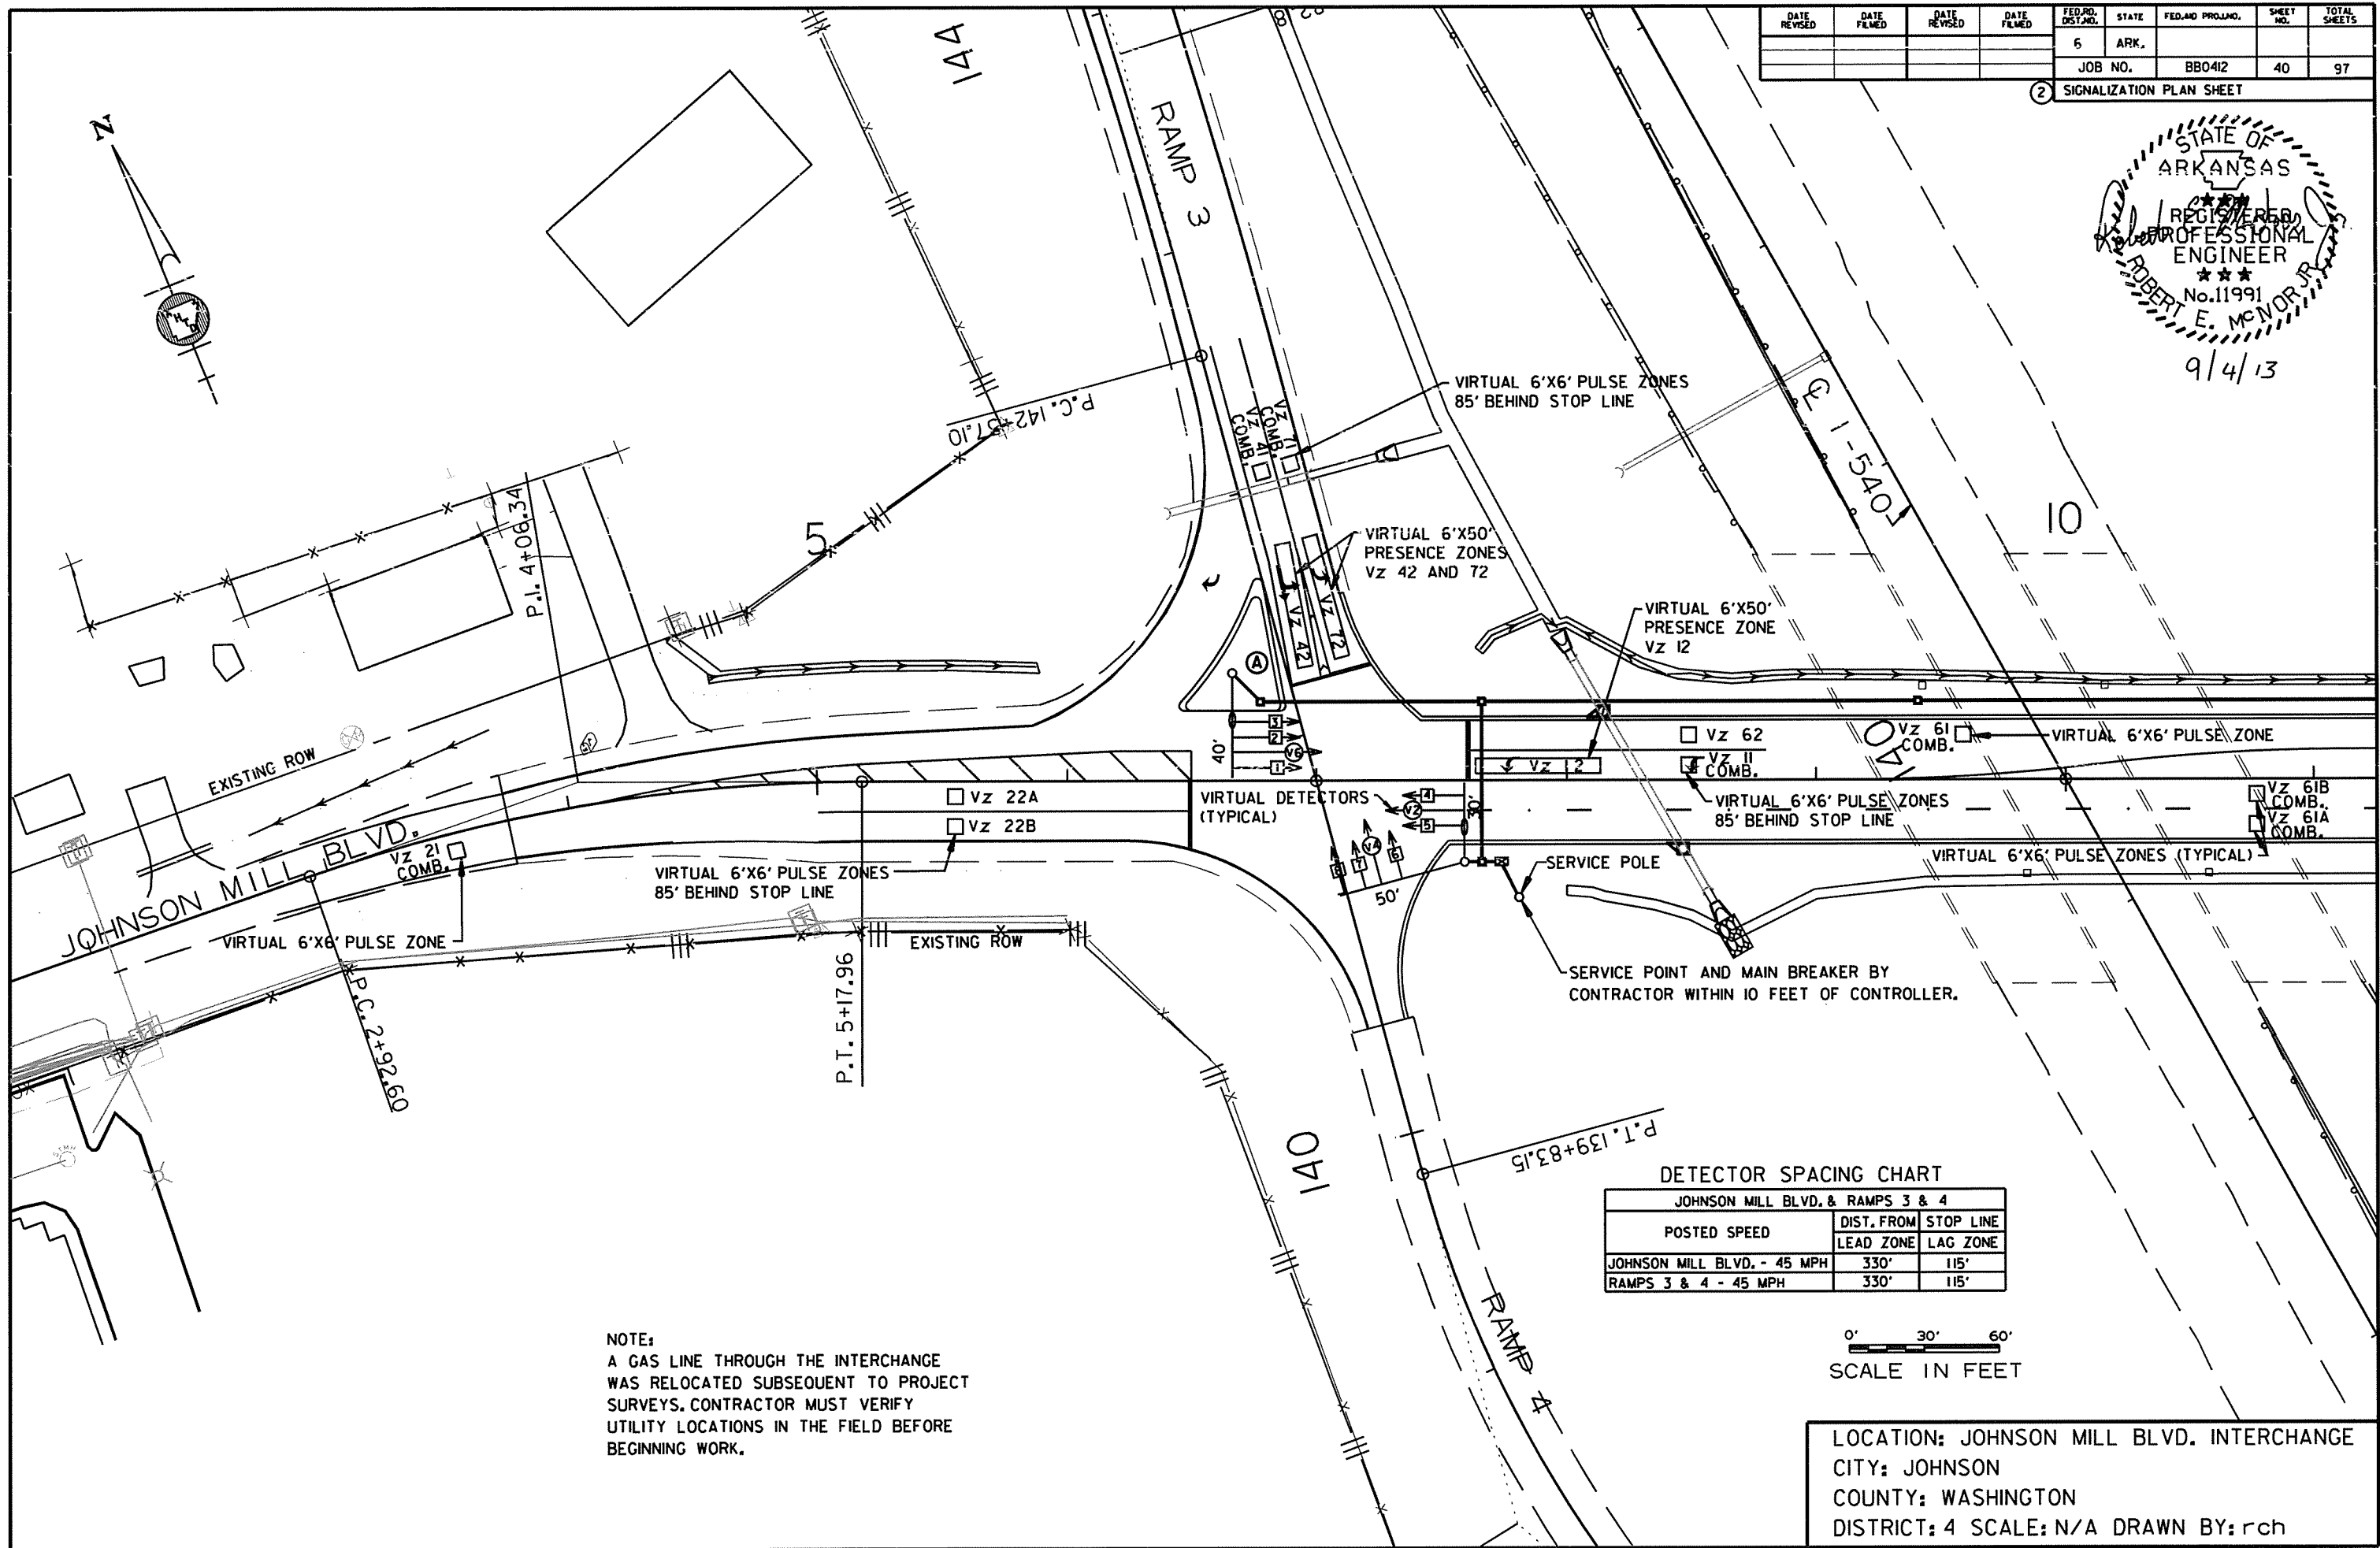 DATE REVISED
DATE FILMED
DATE REVISED
DATE FILMED
FED.RD. DIST.NO.
STATE
FED.AID PROJ.NO.
SHEET NO.
TOTAL SHEETS
6
ARK.
JOB NO.
BB0412
40
97
2
SIGNALIZATION PLAN SHEET
STATE OF
ARKANSAS
★★★
REGISTERED
PROFESSIONAL
ENGINEER
★★★
No.11991
ROBERT E. McNOR JR.
9/4/13
N
144
RAMP 3
P.C. 142+57.10
VIRTUAL 6'X6' PULSE ZONES
85' BEHIND STOP LINE
Vz 71
COMB.
Vz 41
COMB.
℄ I-540
10
5
P.I. 4+06.34
VIRTUAL 6'X50'
PRESENCE ZONES
Vz 42 AND 72
Vz 42
Vz 72
A
VIRTUAL 6'X50'
PRESENCE ZONE
Vz 12
EXISTING ROW
40'
3
2
V6
1
Vz 62
Vz 11
COMB.
Vz 12
Vz 61
COMB.
VIRTUAL 6'X6' PULSE ZONE
Vz 22A
Vz 22B
VIRTUAL DETECTORS
(TYPICAL)
4
V2
5
30'
VIRTUAL 6'X6' PULSE ZONES
85' BEHIND STOP LINE
Vz 61B
COMB.
Vz 61A
COMB.
VIRTUAL 6'X6' PULSE ZONES (TYPICAL)
JOHNSON MILL BLVD.
Vz 21
COMB.
VIRTUAL 6'X6' PULSE ZONES
85' BEHIND STOP LINE
8
7
V4
6
50'
SERVICE POLE
VIRTUAL 6'X6' PULSE ZONE
EXISTING ROW
SERVICE POINT AND MAIN BREAKER BY
CONTRACTOR WITHIN 10 FEET OF CONTROLLER.
P.C. 2+92.60
P.T. 5+17.96
140
P.T. 139+83.15
RAMP 4
DETECTOR SPACING CHART
JOHNSON MILL BLVD. & RAMPS 3 & 4
POSTED SPEED
DIST. FROM STOP LINE
LEAD ZONE LAG ZONE
JOHNSON MILL BLVD. - 45 MPH 330' 115'
RAMPS 3 & 4 - 45 MPH 330' 115'
0' 30' 60'
SCALE IN FEET
NOTE:
A GAS LINE THROUGH THE INTERCHANGE
WAS RELOCATED SUBSEQUENT TO PROJECT
SURVEYS. CONTRACTOR MUST VERIFY
UTILITY LOCATIONS IN THE FIELD BEFORE
BEGINNING WORK.
LOCATION: JOHNSON MILL BLVD. INTERCHANGE
CITY: JOHNSON
COUNTY: WASHINGTON
DISTRICT: 4 SCALE: N/A DRAWN BY: rch